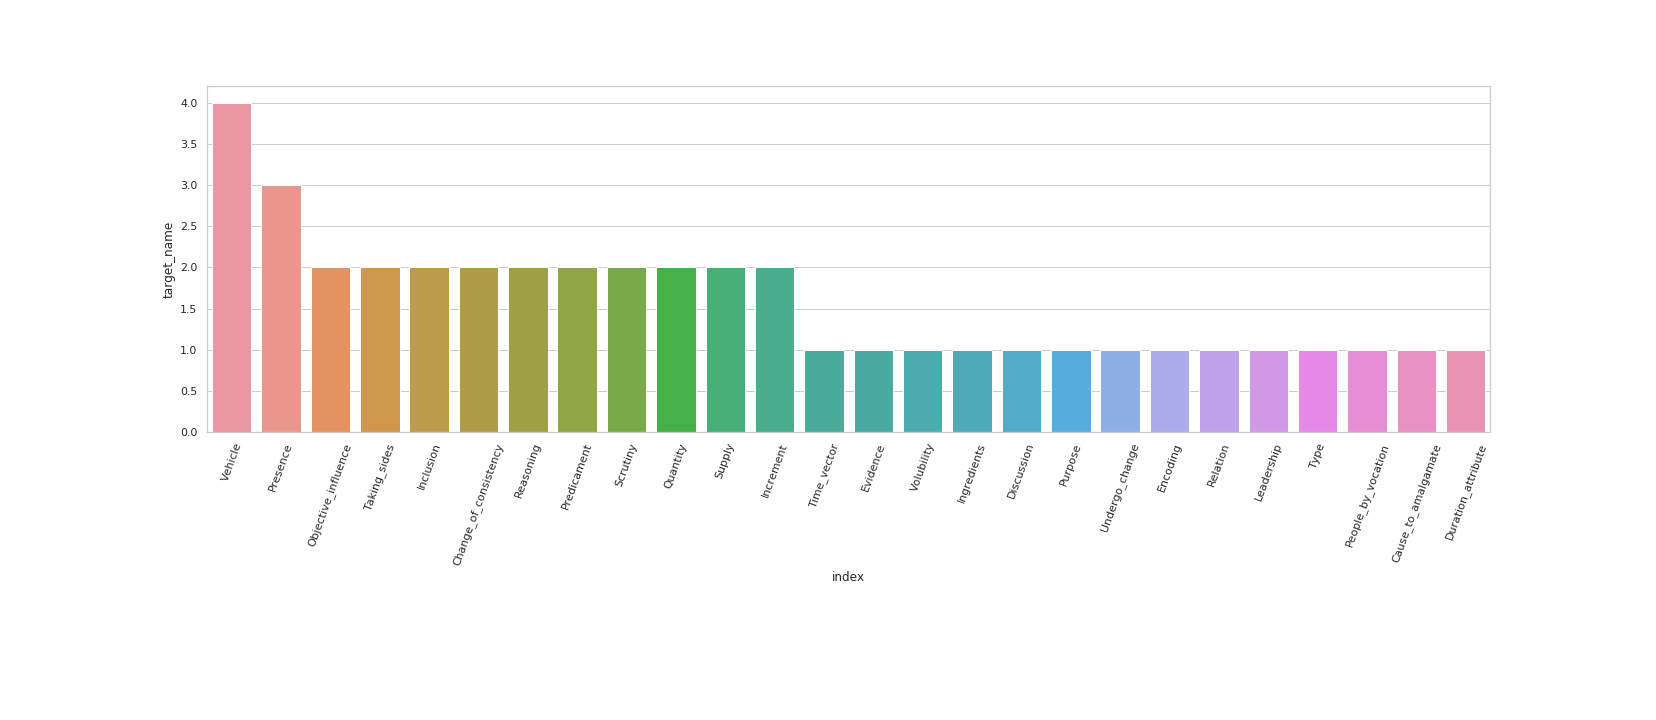 4.0
3.5
3.0
2.5
2.0
1.5
1.0
0.5
0.0
target_name
Vehicle
Presence
Objective_influence
Taking_sides
Inclusion
Change_of_consistency
Reasoning
Predicament
Scrutiny
Quantity
Supply
Increment
Time_vector
Evidence
Volubility
Ingredients
Discussion
Purpose
Undergo_change
Encoding
Relation
Leadership
Type
People_by_vocation
Cause_to_amalgamate
Duration_attribute
index